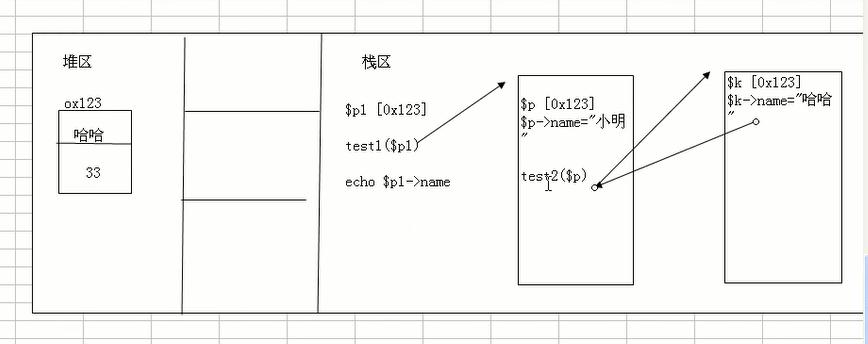 堆区
ox123
哈哈
33
栈区
$p1 [0x123]
test1($p1)
echo $p1->name
$p [0x123]
$p->name="小明
"
test2($p)
$k [0x123]
$k->name="哈哈
"